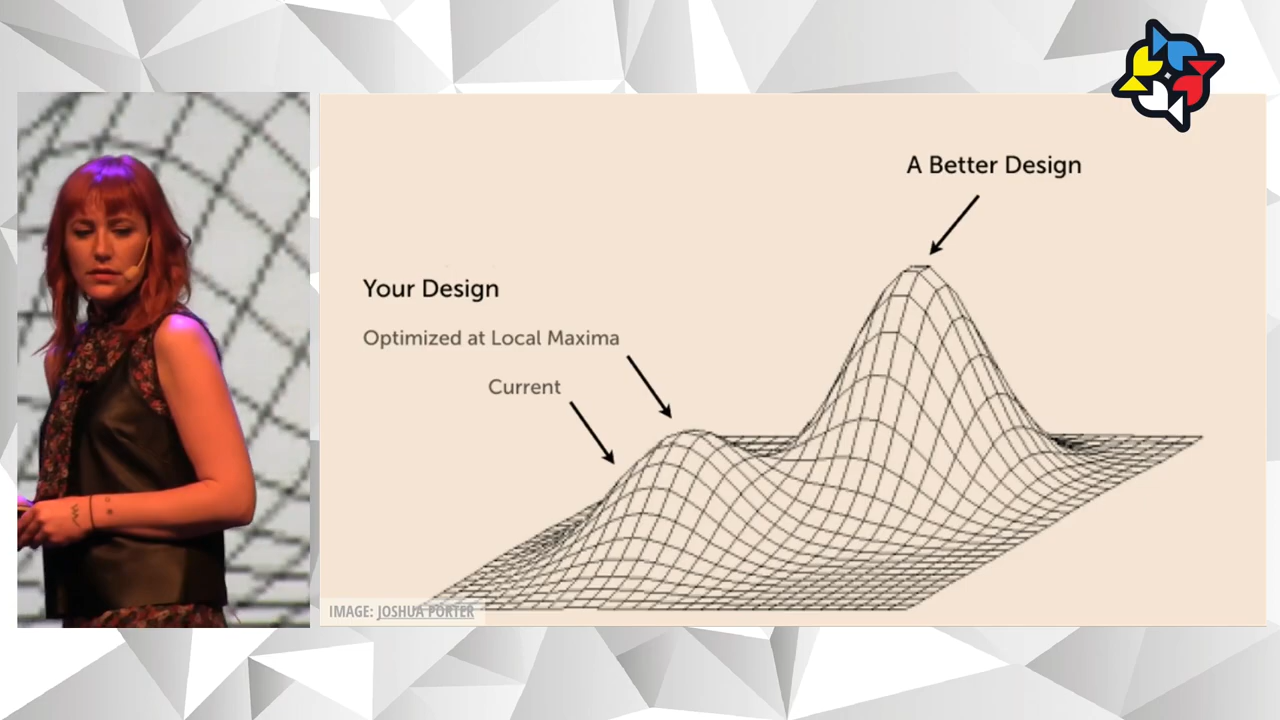 A Better Design
Your Design
Optimized at Local Maxima
Current
IMAGE: JOSHUA PORTER